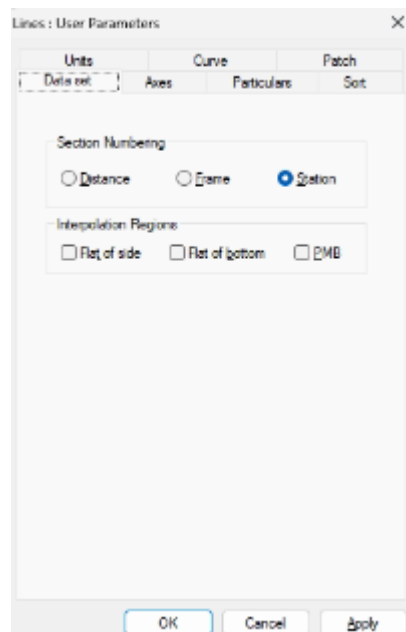 Lines : User Parameters
Units Curve Patch
Data set Axes Particulars Sort
Section Numbering
Distance Frame Station
Interpolation Regions
Flat of side Flat of bottom PMB
OK Cancel Apply